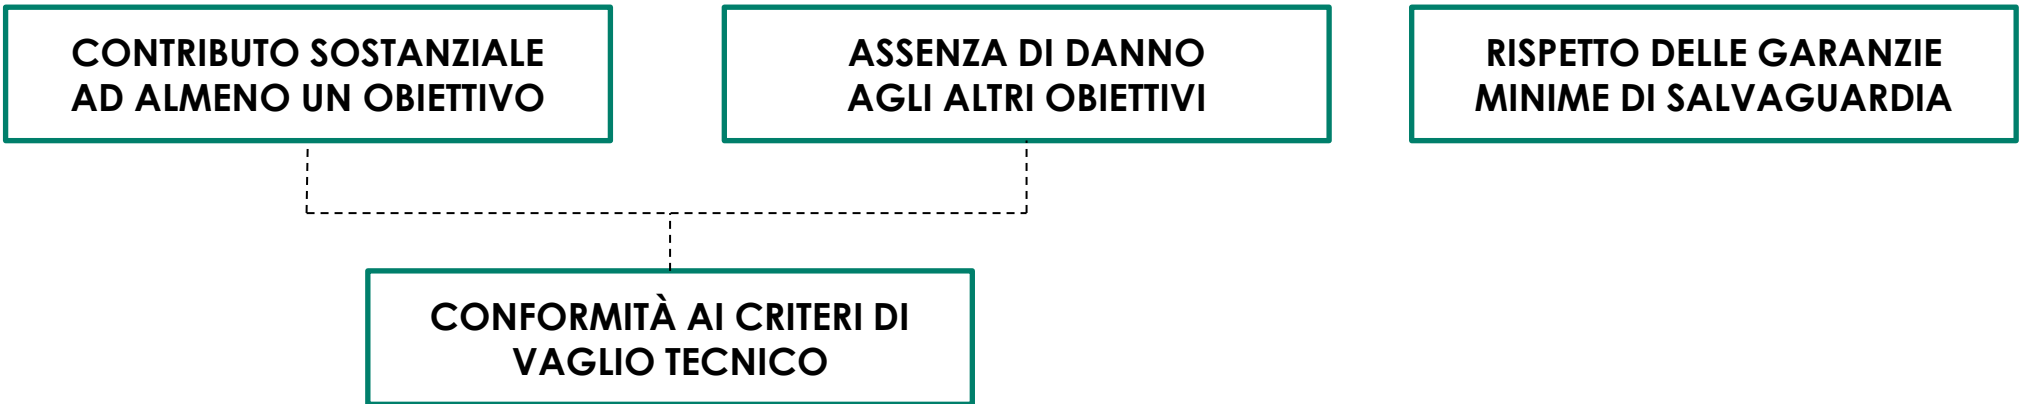 CONTRIBUTO SOSTANZIALE
AD ALMENO UN OBIETTIVO
ASSENZA DI DANNO
AGLI ALTRI OBIETTIVI
RISPETTO DELLE GARANZIE
MINIME DI SALVAGUARDIA
CONFORMITÀ AI CRITERI DI
VAGLIO TECNICO